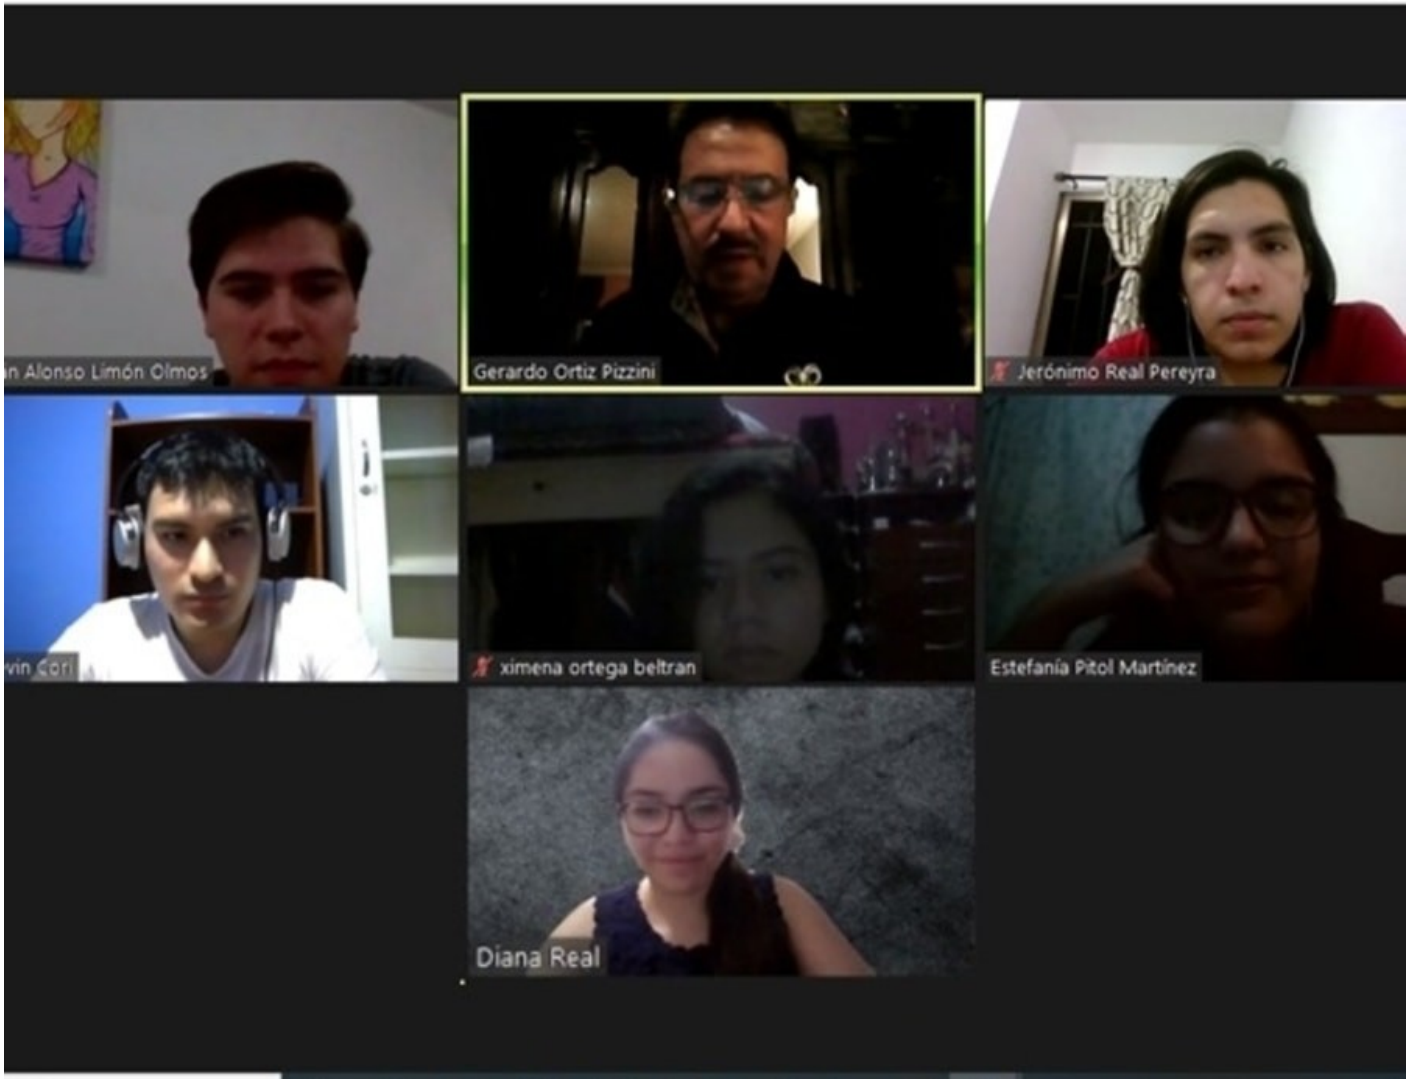 n Alonso Limón Olmos
Gerardo Ortiz Pizzini
Jerónimo Real Pereyra
vin Cori
ximena ortega beltran
Estefanía Pitol Martínez
Diana Real